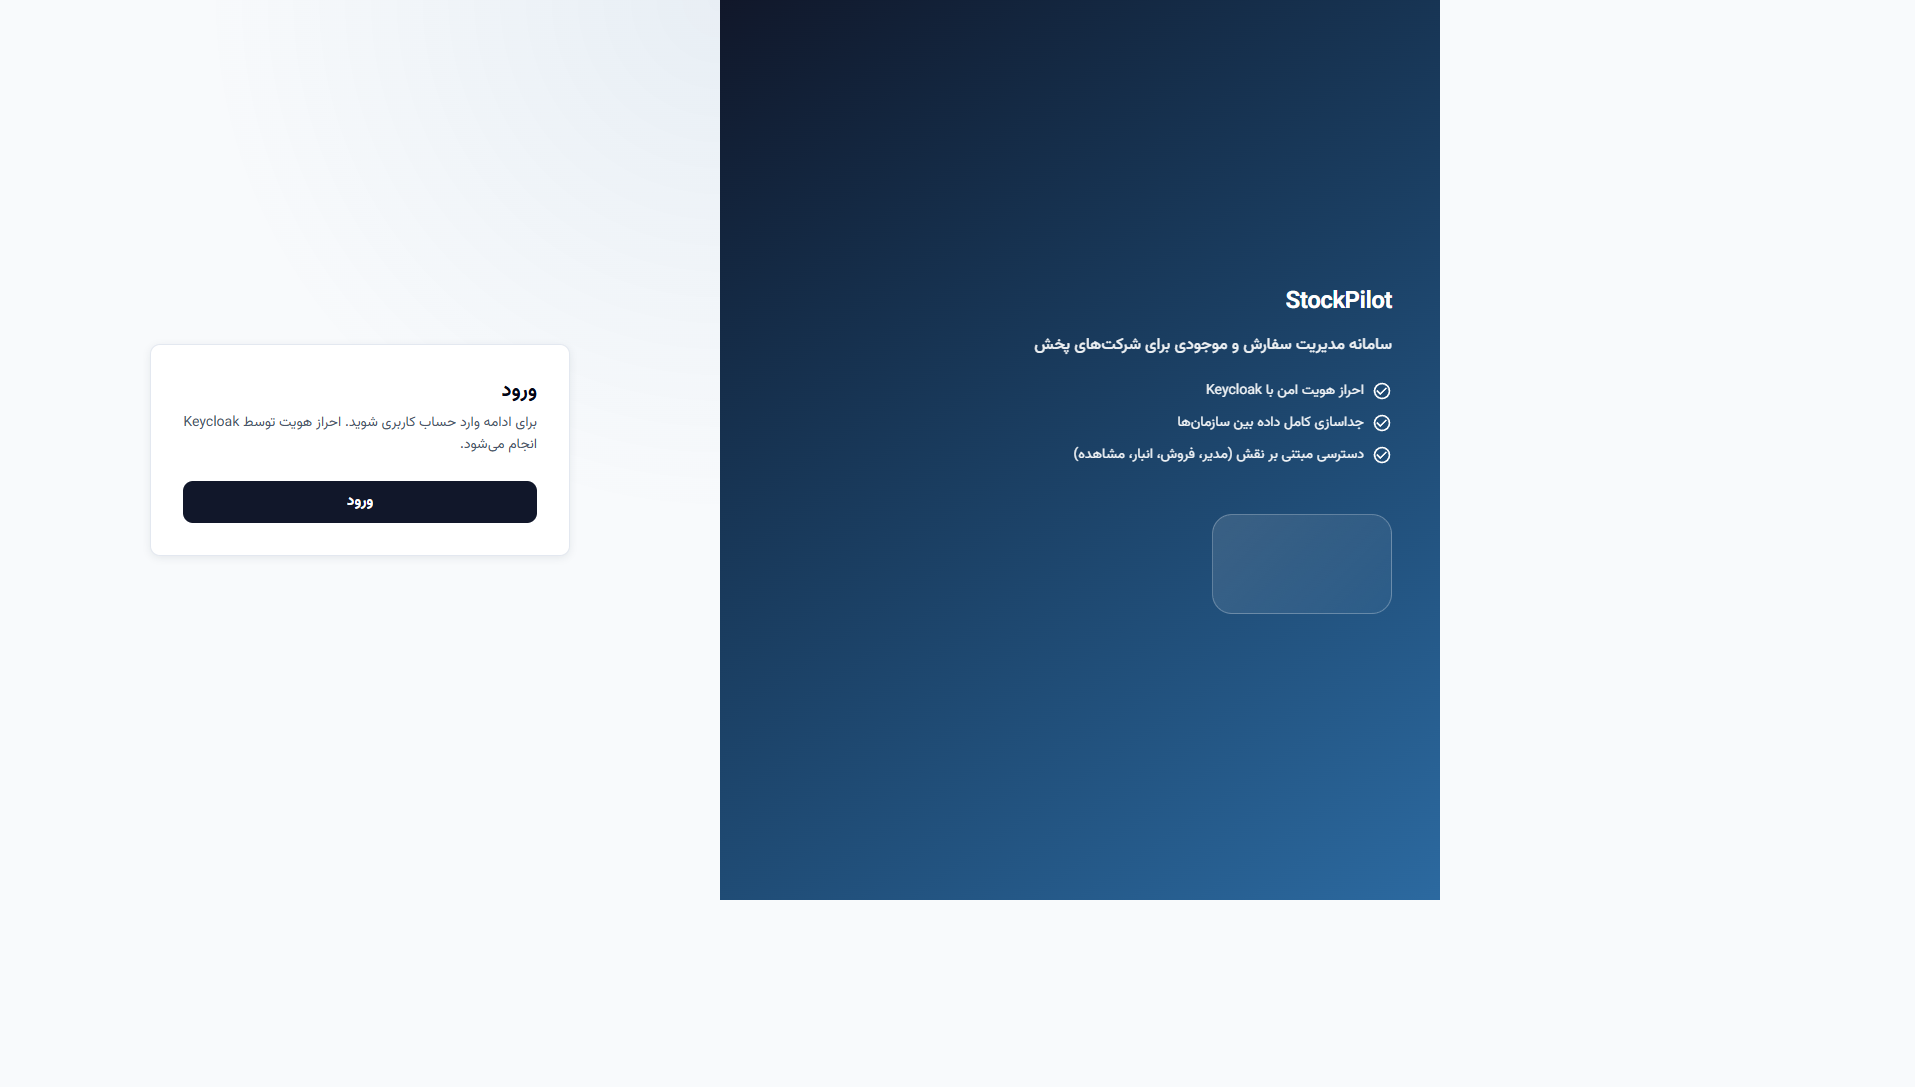 StockPilot
سامانه مدیریت سفارش و موجودی برای شرکت‌های پخش
احراز هویت امن با Keycloak
جداسازی کامل داده بین سازمان‌ها
دسترسی مبتنی بر نقش (مدیر، فروش، انبار، مشاهده)
ورود
برای ادامه وارد حساب کاربری شوید. احراز هویت توسط Keycloak
انجام می‌شود.
ورود